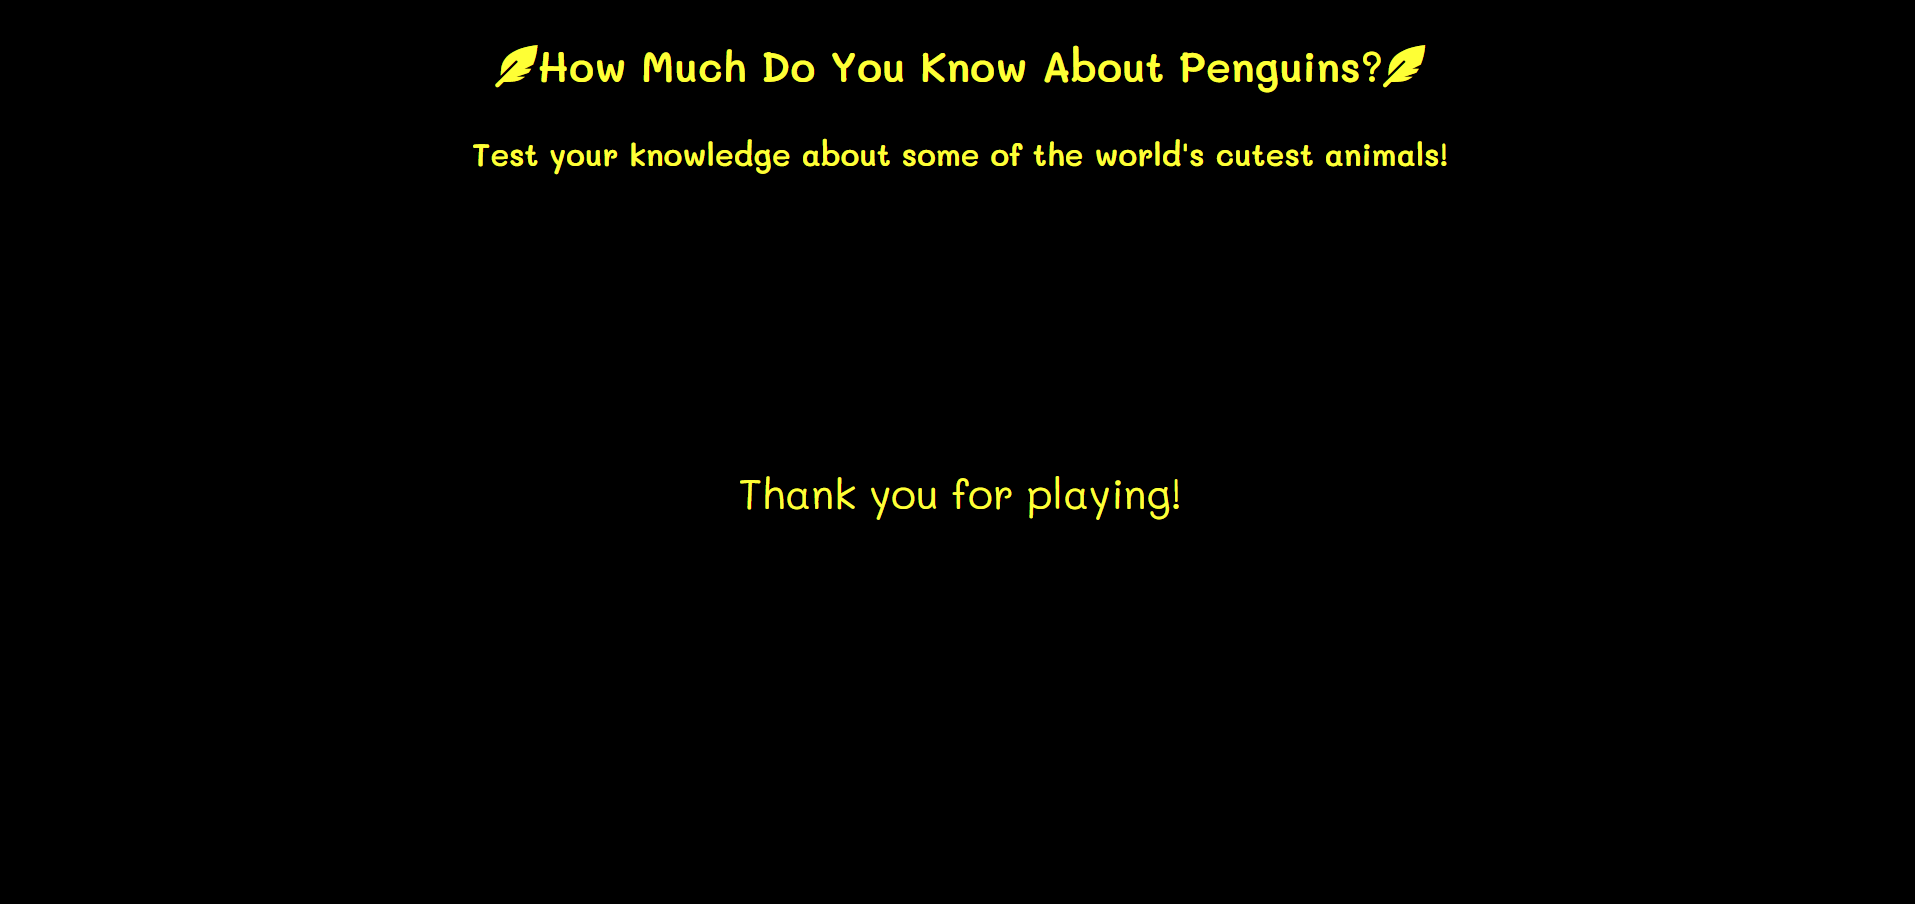 How Much Do You Know About Penguins?
Test your knowledge about some of the world's cutest animals!
Thank you for playing!